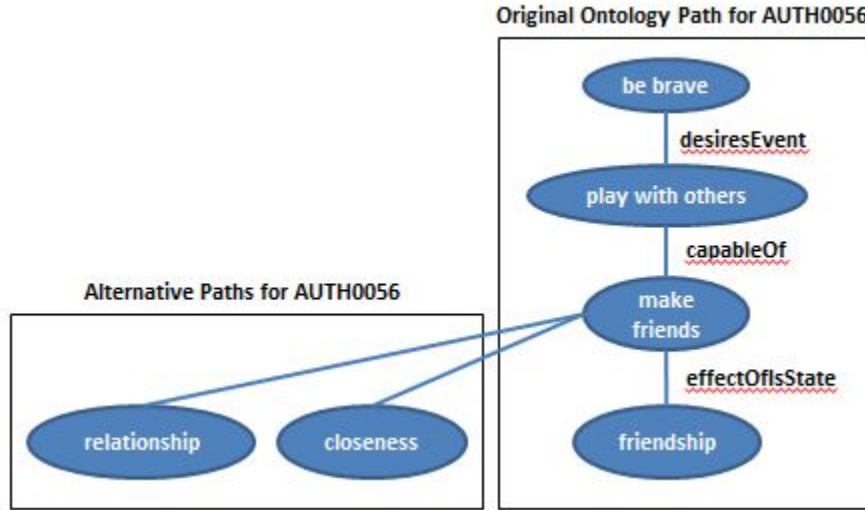 Original Ontology Path for AUTH0056
be brave
desiresEvent
play with others
capableOf
Alternative Paths for AUTH0056
make
friends
effectOfIsState
relationship
closeness
friendship